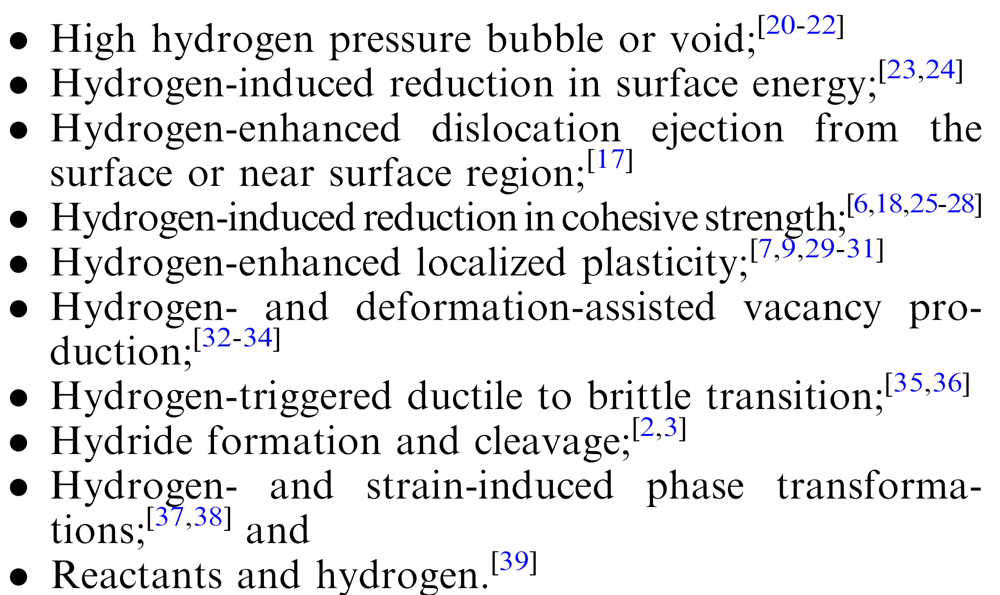 ● High hydrogen pressure bubble or void;[20-22]
● Hydrogen-induced reduction in surface energy;[23,24]
● Hydrogen-enhanced dislocation ejection from the
surface or near surface region;[17]
● Hydrogen-induced reduction in cohesive strength;[6,18,25-28]
● Hydrogen-enhanced localized plasticity;[7,9,29-31]
● Hydrogen- and deformation-assisted vacancy pro-
duction;[32-34]
● Hydrogen-triggered ductile to brittle transition;[35,36]
● Hydride formation and cleavage;[2,3]
● Hydrogen- and strain-induced phase transforma-
tions;[37,38] and
● Reactants and hydrogen.[39]